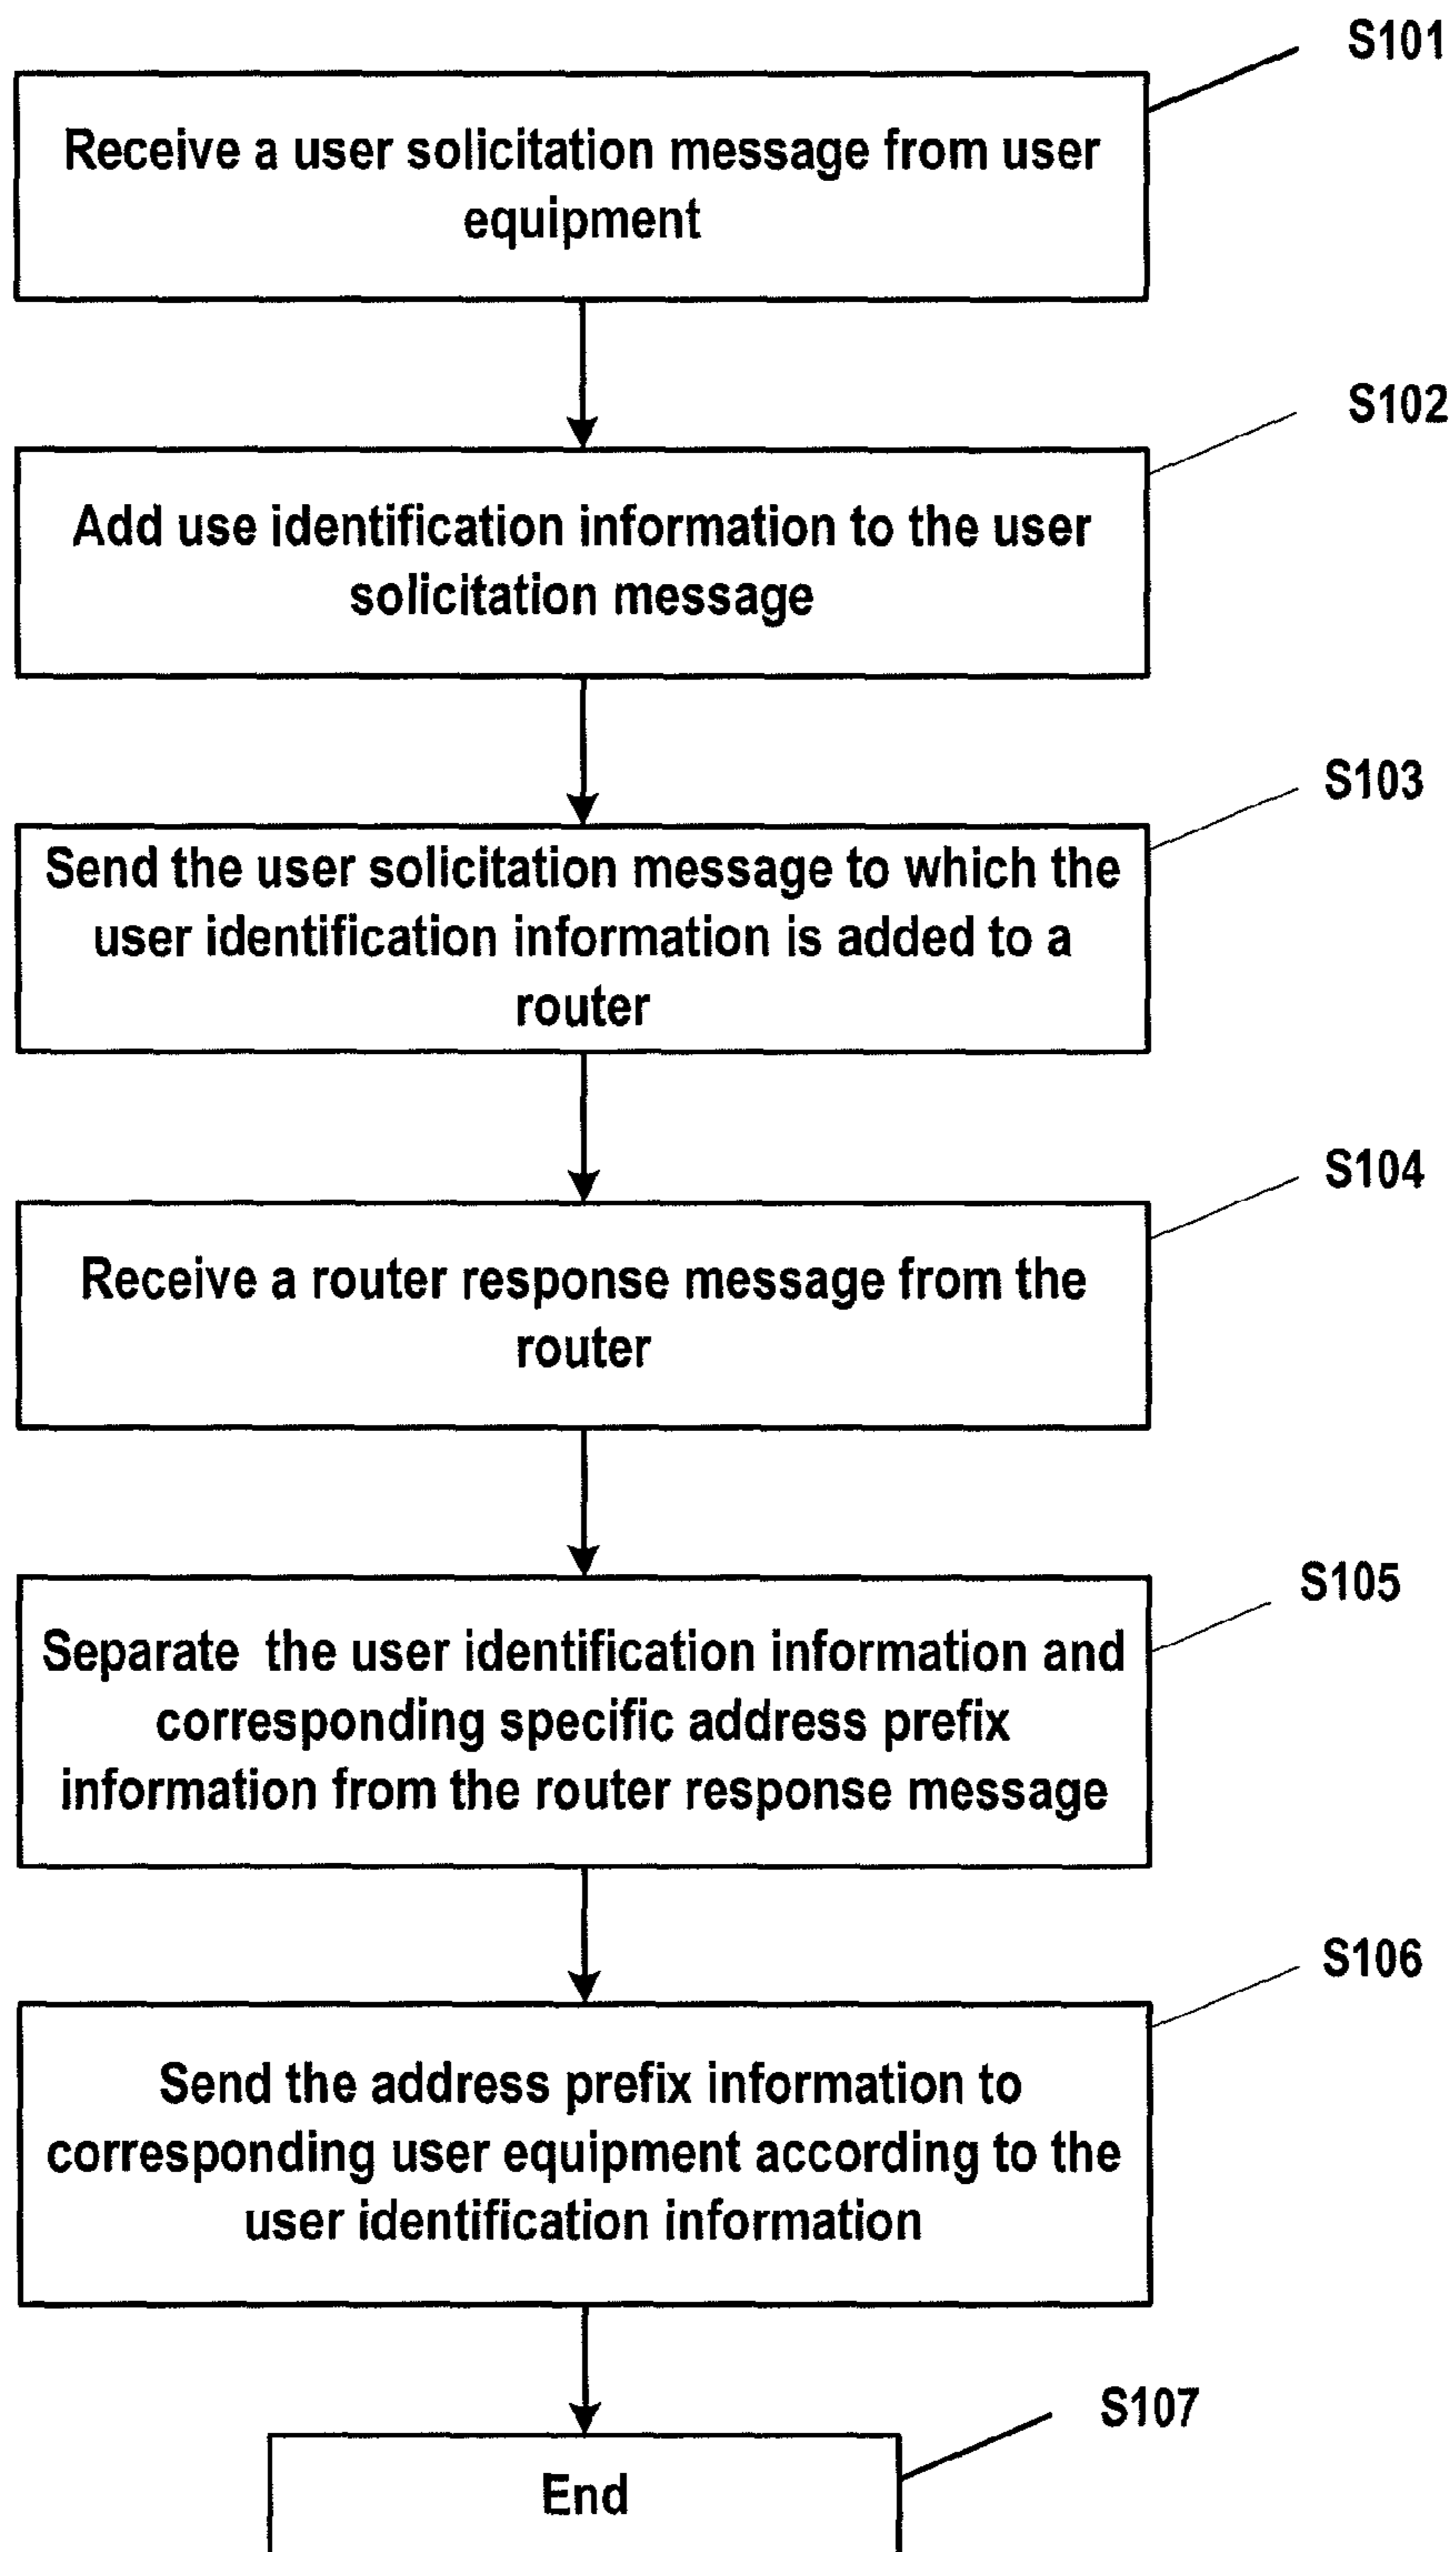 S101
Receive a user solicitation message from user
equipment
S102
Add use identification information to the user
solicitation message
S103
Send the user solicitation message to which the
user identification information is added to a
router
S104
Receive a router response message from the
router
S105
Separate the user identification information and
corresponding specific address prefix
information from the router response message
S106
Send the address prefix information to
corresponding user equipment according to the
user identification information
S107
End